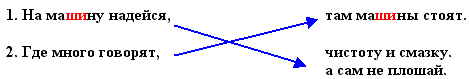 1. На машину надейся,
там машины стоят.
2. Где много говорят,
чистоту и смазку.
а сам не плошай.